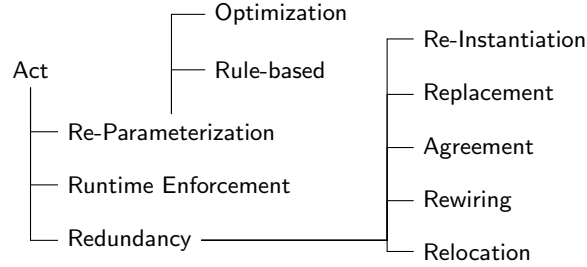 Act
Re-Parameterization
Optimization
Rule-based
Runtime Enforcement
Redundancy
Re-Instantiation
Replacement
Agreement
Rewiring
Relocation